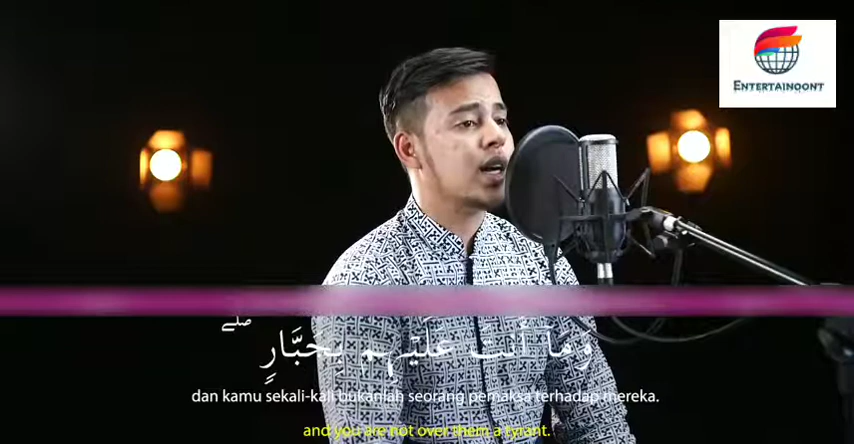 ENTERTAINOONT
وَمَآ أَنتَ عَلَيْهِم بِجَبَّارٍ ۖ
dan kamu sekali-kali bukanlah seorang pemaksa terhadap mereka.
and you are not over them a tyrant.